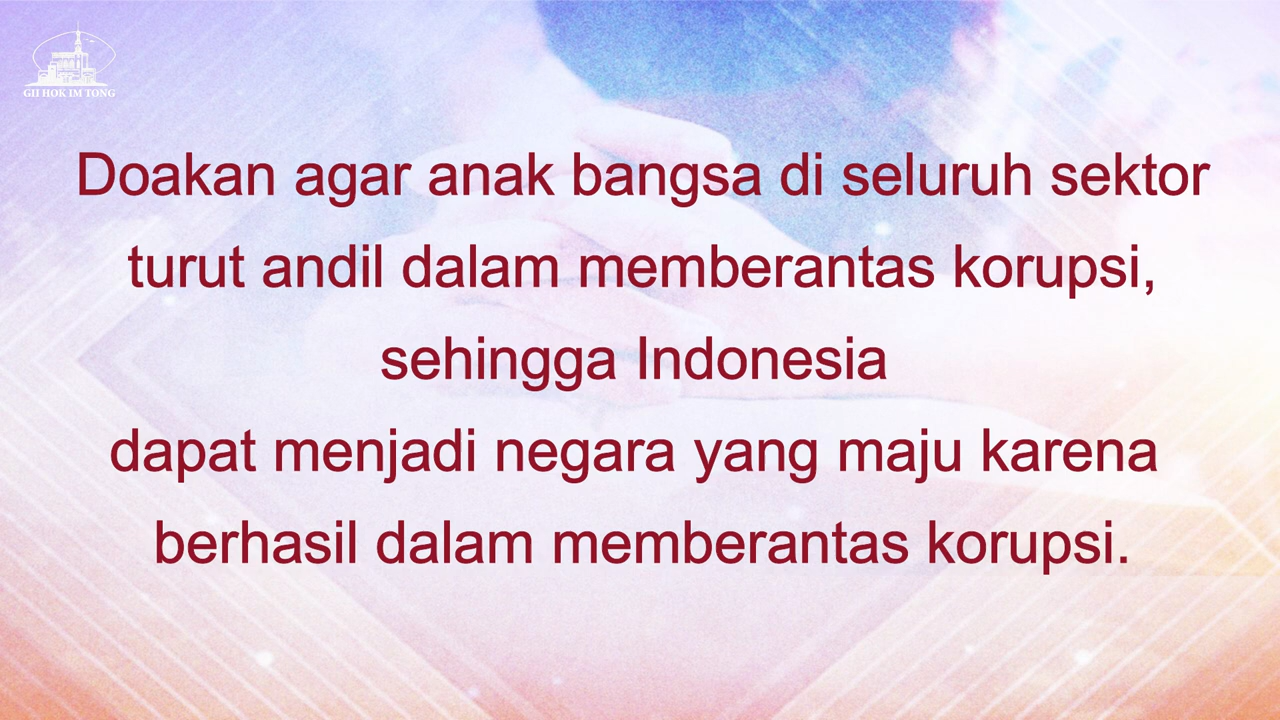 GII HOK IM TONG
Doakan agar anak bangsa di seluruh sektor
turut andil dalam memberantas korupsi,
sehingga Indonesia
dapat menjadi negara yang maju karena
berhasil dalam memberantas korupsi.